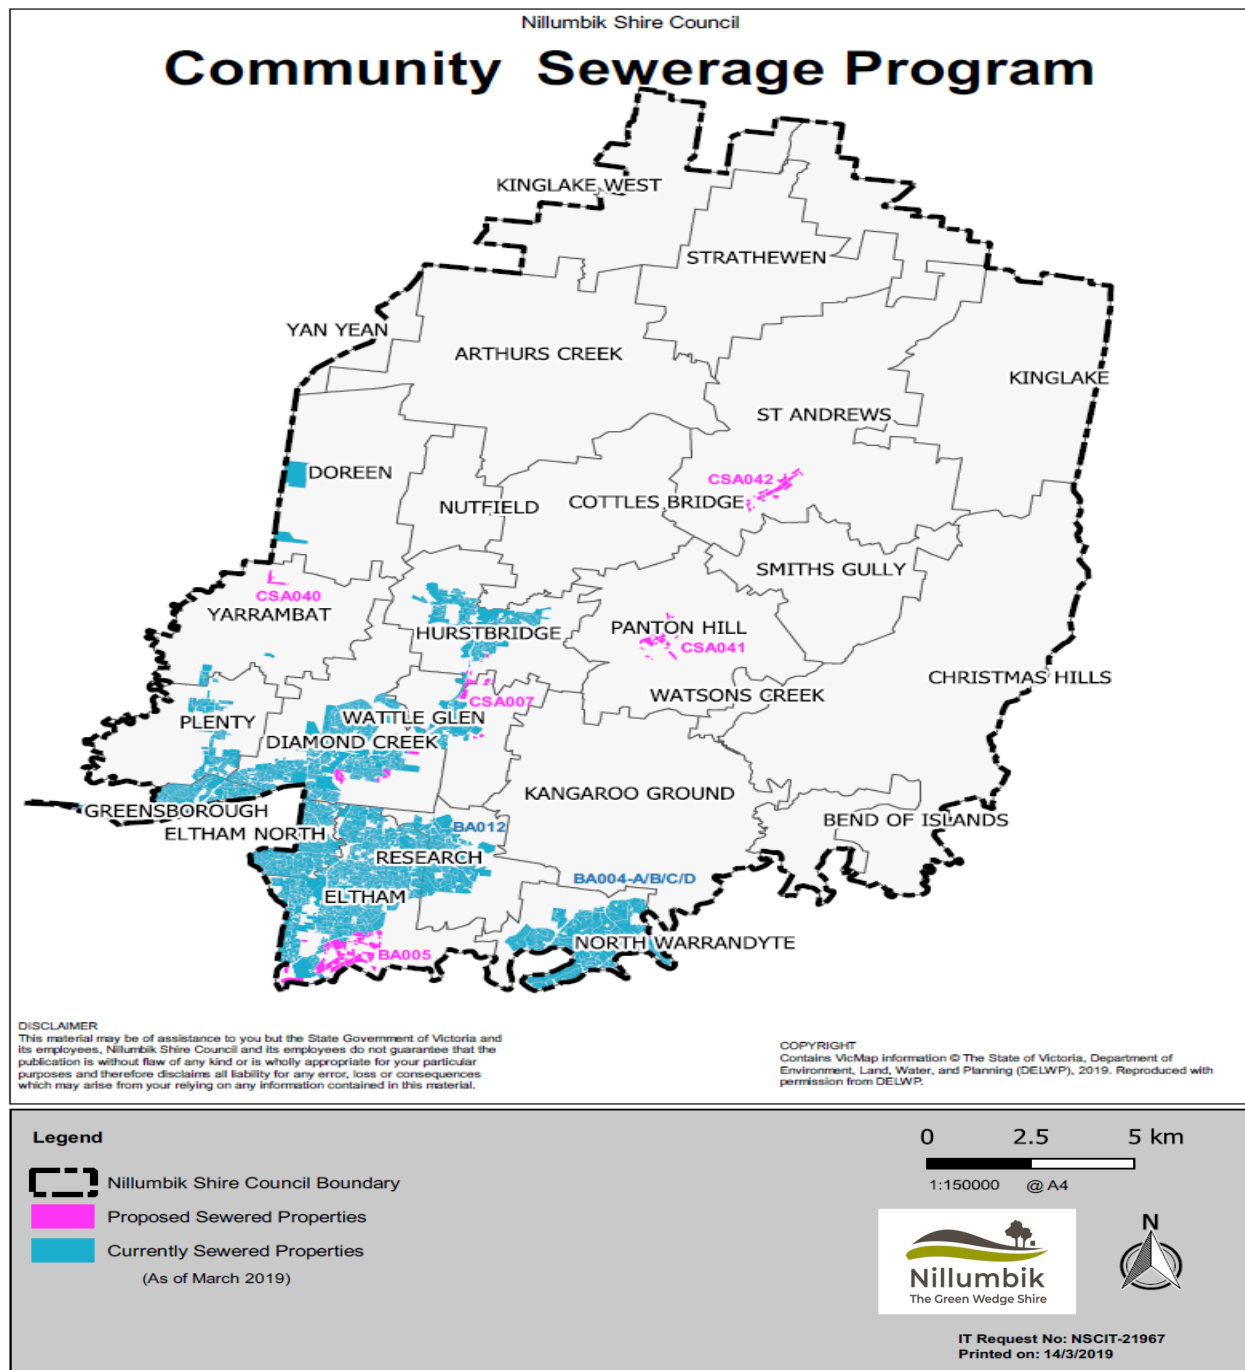 Nillumbik Shire Council
Community Sewerage Program
KINGLAKE WEST
STRATHEWEN
YAN YEAN
ARTHURS CREEK
KINGLAKE
ST ANDREWS
DOREEN
CSA042
NUTFIELD
COTTLES BRIDGE
SMITHS GULLY
CSA040
YARRAMBAT
HURSTBRIDGE
PANTON HILL
CSA041
CHRISTMAS HILLS
WATSONS CREEK
CSA007
PLENTY
WATTLE GLEN
DIAMOND CREEK
KANGAROO GROUND
GREENSBOROUGH
BEND OF ISLANDS
ELTHAM NORTH
BA012
RESEARCH
BA004-A/B/C/D
ELTHAM
NORTH WARRANDYTE
BA005
DISCLAIMER
This material may be of assistance to you but the State Government of Victoria and
its employees, Nillumbik Shire Council and its employees do not guarantee that the
publication is without flaw of any kind or is wholly appropriate for your particular
purposes and therefore disclaims all liability for any error, loss or consequences
which may arise from your relying on any information contained in this material.
COPYRIGHT
Contains VicMap information © The State of Victoria, Department of
Environment, Land, Water, and Planning (DELWP), 2019. Reproduced with
permission from DELWP.
Legend
Nillumbik Shire Council Boundary
Proposed Sewered Properties
Currently Sewered Properties
(As of March 2019)
0 2.5 5 km
1:150000 @ A4
Nillumbik
The Green Wedge Shire
N
IT Request No: NSCIT-21967
Printed on: 14/3/2019